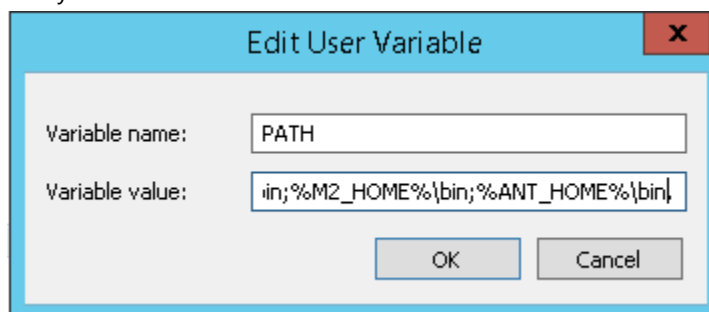 Edit User Variable
x
Variable name:
PATH
Variable value:
in;%M2_HOME%\bin;%ANT_HOME%\bin
OK
Cancel